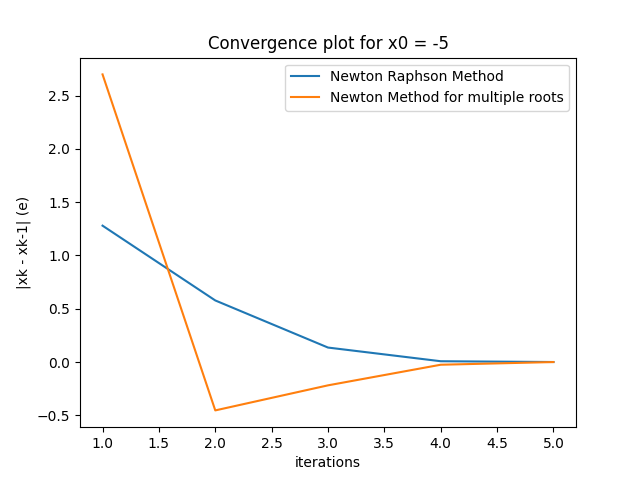 Convergence plot for x0 = -5
Newton Raphson Method
Newton Method for multiple roots
|xk - xk-1| (e)
2.5
2.0
1.5
1.0
0.5
0.0
−0.5
1.0 1.5 2.0 2.5 3.0 3.5 4.0 4.5 5.0
iterations